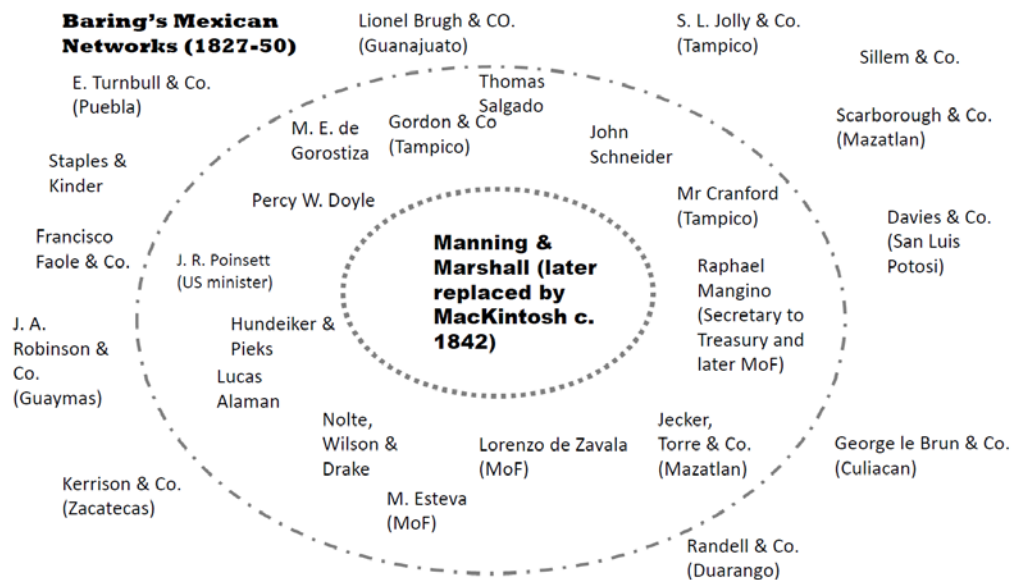 Baring's Mexican
Networks (1827-50)
Lionel Brugh & CO.
(Guanajuato)
S. L. Jolly & Co.
(Tampico)
Sillem & Co.
E. Turnbull & Co.
(Puebla)
Thomas
Salgado
Scarborough & Co.
(Mazatlan)
M. E. de
Gorostiza
Gordon & Co
(Tampico)
John
Schneider
Staples &
Kinder
Percy W. Doyle
Mr Cranford
(Tampico)
Davies & Co.
(San Luis
Potosi)
Francisco
Faole & Co.
J. R. Poinsett
(US minister)
Manning &
Marshall (later
replaced by
MacKintosh c.
1842)
Raphael
Mangino
(Secretary to
Treasury and
later MoF)
J. A.
Robinson &
Co.
(Guaymas)
Hundeiker &
Pieks
Lucas
Alaman
Nolte,
Wilson &
Drake
Lorenzo de Zavala
(MoF)
Jecker,
Torre & Co.
(Mazatlan)
George le Brun & Co.
(Culiacan)
Kerrison & Co.
(Zacatecas)
M. Esteva
(MoF)
Randell & Co.
(Duarango)